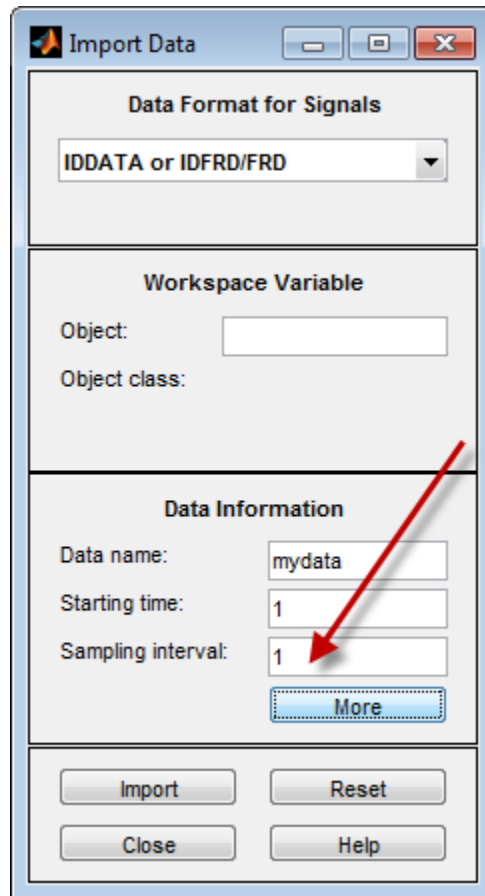 Import Data
Data Format for Signals
IDDATA or IDFRD/FRD
Workspace Variable
Object:
Object class:
Data Information
Data name: mydata
Starting time: 1
Sampling interval: 1
More
Import Reset
Close Help